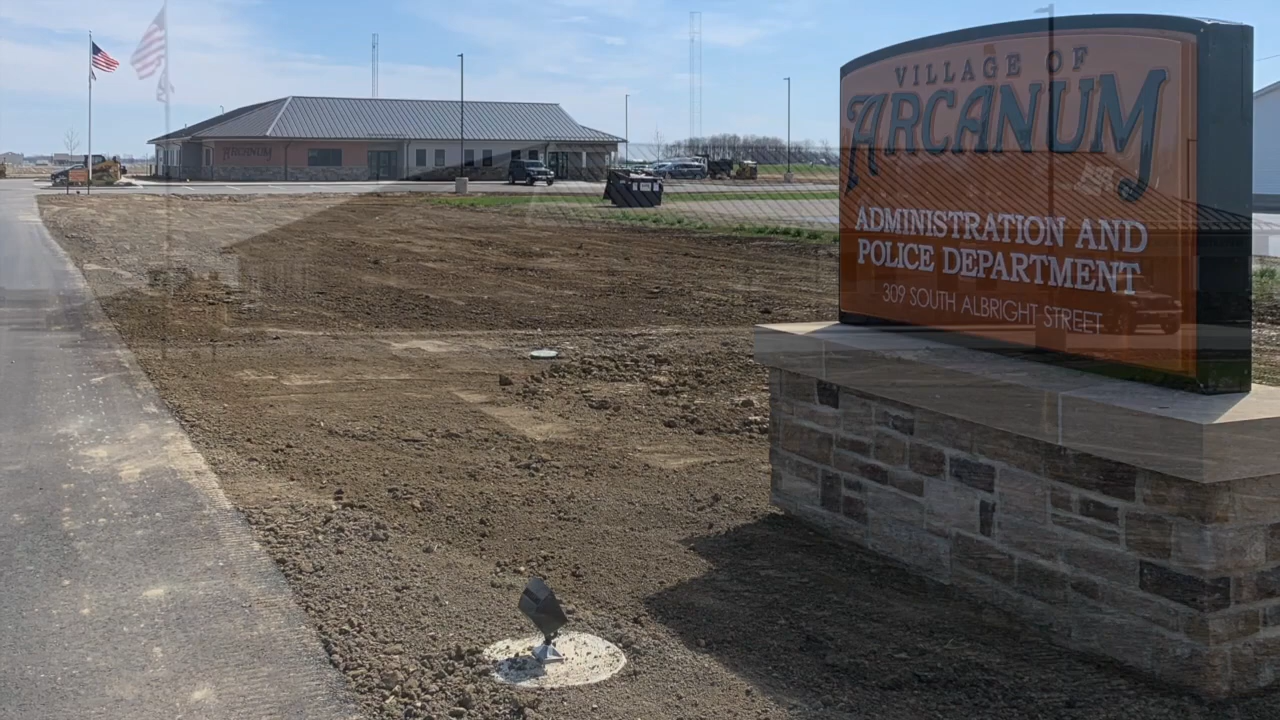 VILLAGE OF
ARCANUM
ADMINISTRATION AND
POLICE DEPARTMENT
309 SOUTH ALBRIGHT STREET
ARCANUM